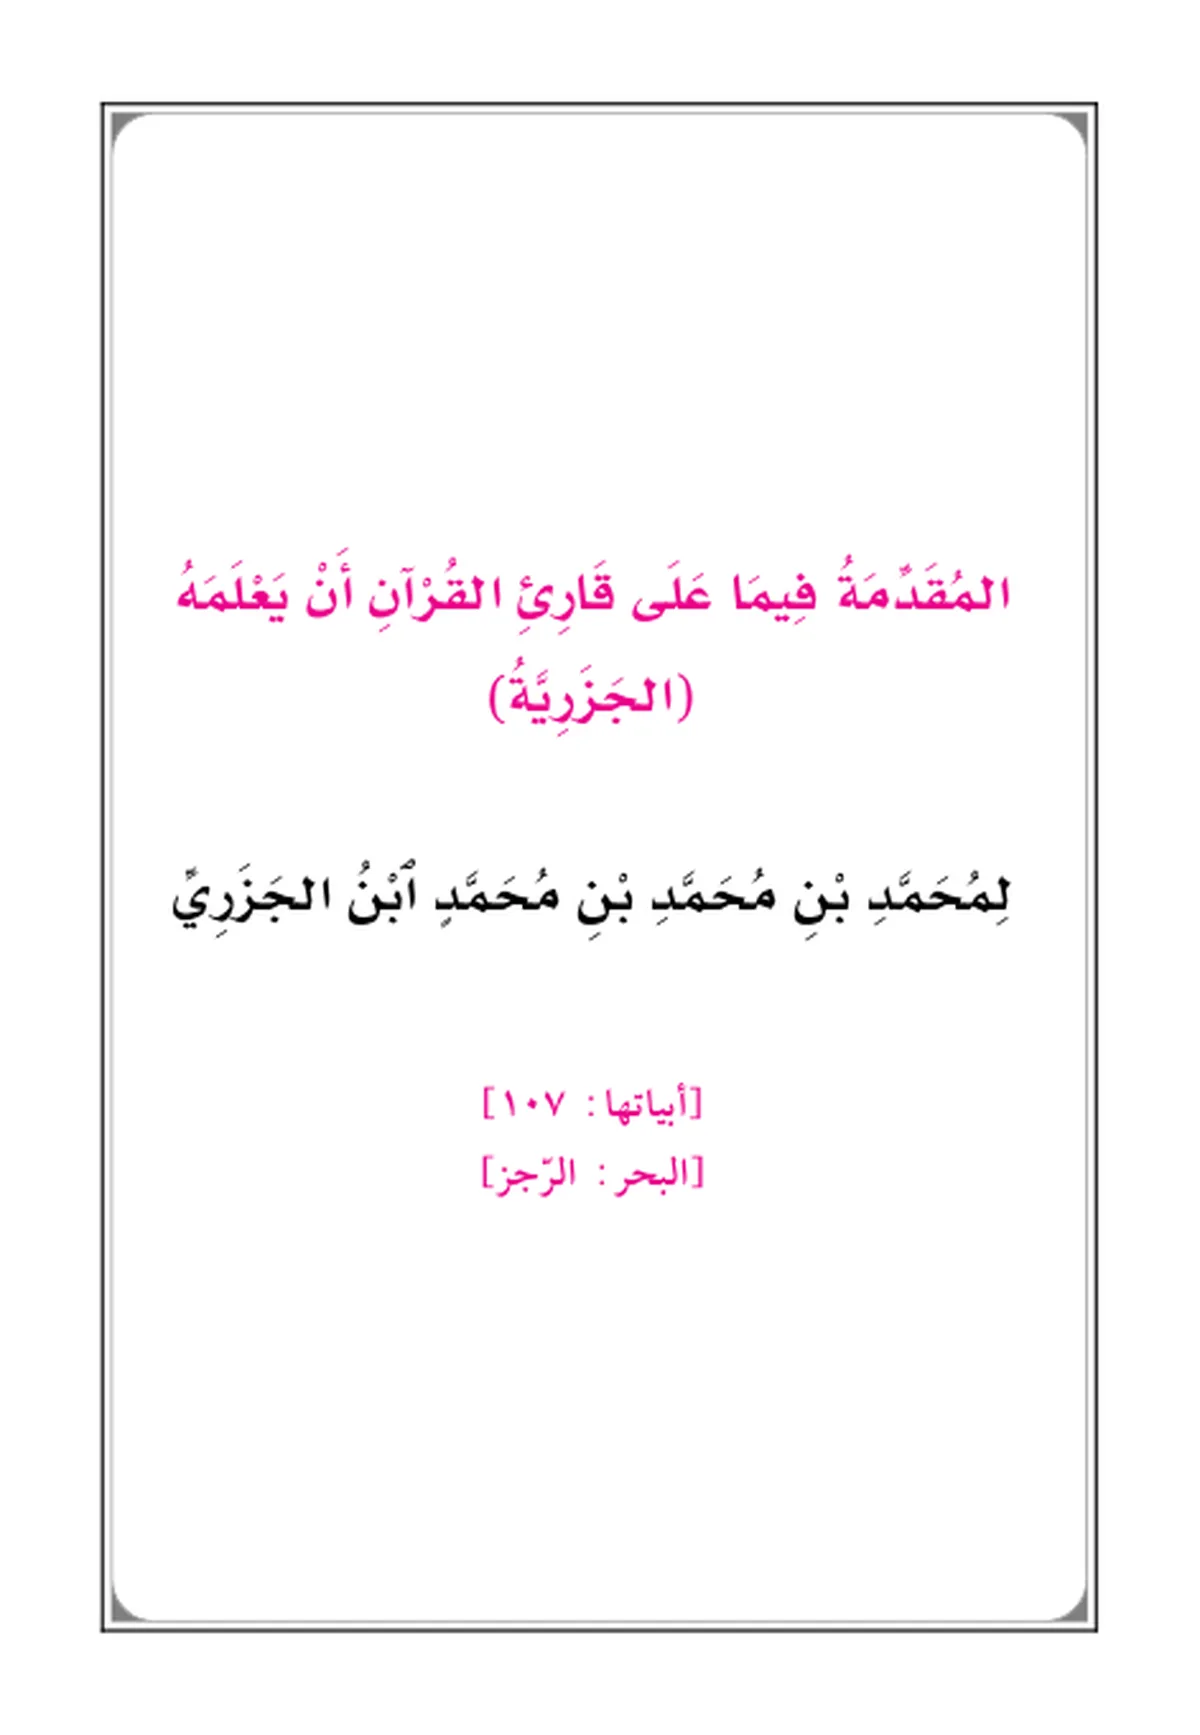 المُقَدِّمَةُ فِيمَا عَلَى قَارِئِ القُرْآنِ أَنْ يَعْلَمَهُ
(الجَزَرِيَّةُ)
لِمُحَمَّدِ بْنِ مُحَمَّدِ بْنِ مُحَمَّدٍ ٱبْنُ الجَزَرِيِّ
[أبياتها: ١٠٧]
[البحر: الرّجز]